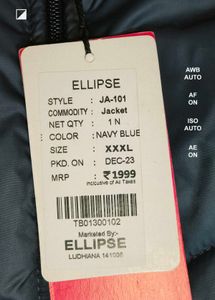 ELLIPSE
STYLE : JA-101
COMMODITY : Jacket
NET QTY : 1 N
COLOR : NAVY BLUE
SIZE : XXXL
PKD. ON : DEC-23
MRP : ₹1999
Inclusive of All Taxes
TB01300102
Marketed By:-
ELLIPSE
LUDHIANA 141008
AWB
AUTO
AF
ON
ISO
AUTO
AE
ON